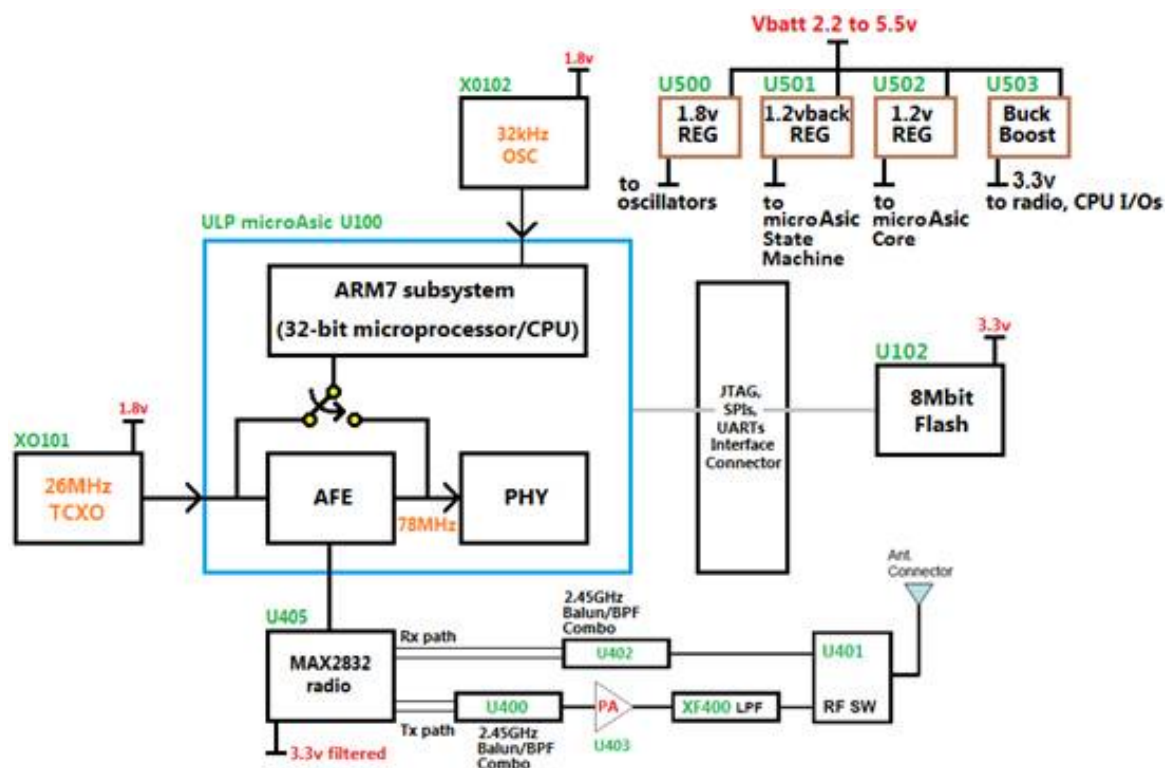 Vbatt 2.2 to 5.5v
1.8v
X0102
32kHz
OSC
U500
1.8v
REG
to
oscillators
U501
1.2vback
REG
to
microAsic
State
Machine
U502
1.2v
REG
to
microAsic
Core
U503
Buck
Boost
3.3v
to radio, CPU I/Os
ULP microAsic U100
ARM7 subsystem
(32-bit microprocessor/CPU)
1.8v
XO101
26MHz
TCXO
AFE
78MHz
PHY
JTAG,
SPIs,
UARTs
Interface
Connector
3.3v
U102
8Mbit
Flash
Ant.
Connector
U405
MAX2832
radio
3.3v filtered
Rx path
2.45GHz
Balun/BPF
Combo
U402
Tx path
U400
2.45GHz
Balun/BPF
Combo
PA
U403
XF400 LPF
U401
RF SW